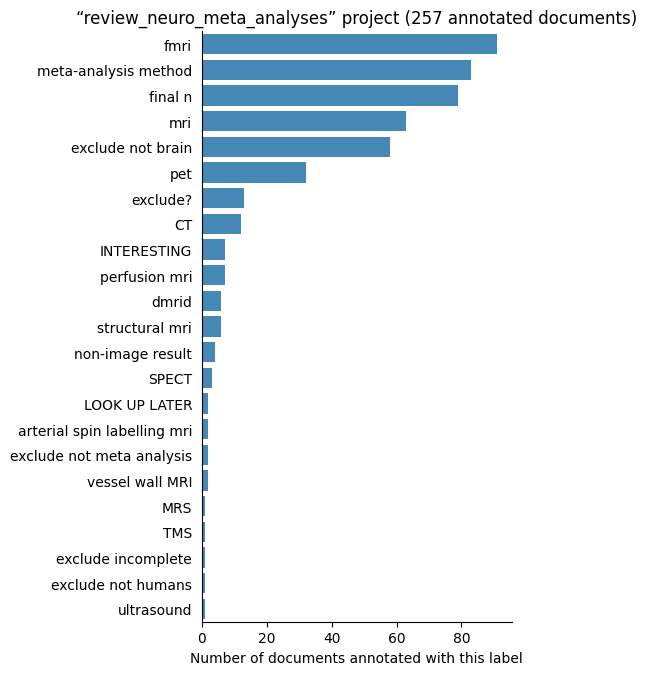 “review_neuro_meta_analyses” project (257 annotated documents)
fmri
meta-analysis method
final n
mri
exclude not brain
pet
exclude?
CT
INTERESTING
perfusion mri
dmrid
structural mri
non-image result
SPECT
LOOK UP LATER
arterial spin labelling mri
exclude not meta analysis
vessel wall MRI
MRS
TMS
exclude incomplete
exclude not humans
ultrasound
0 20 40 60 80
Number of documents annotated with this label